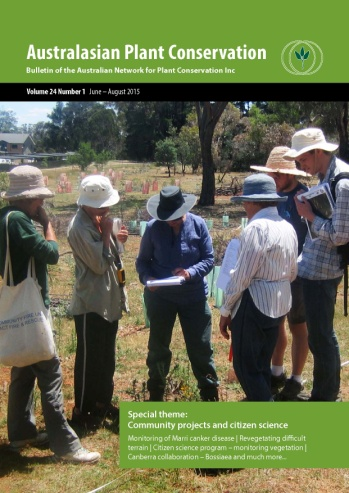 Australasian Plant Conservation
Bulletin of the Australian Network for Plant Conservation Inc
Volume 24 Number 1 June – August 2015
Special theme:
Community projects and citizen science
Monitoring of Marri canker disease | Revegetating difficult
terrain | Citizen science program – monitoring vegetation |
Canberra collaboration – Bossiaea and much more...